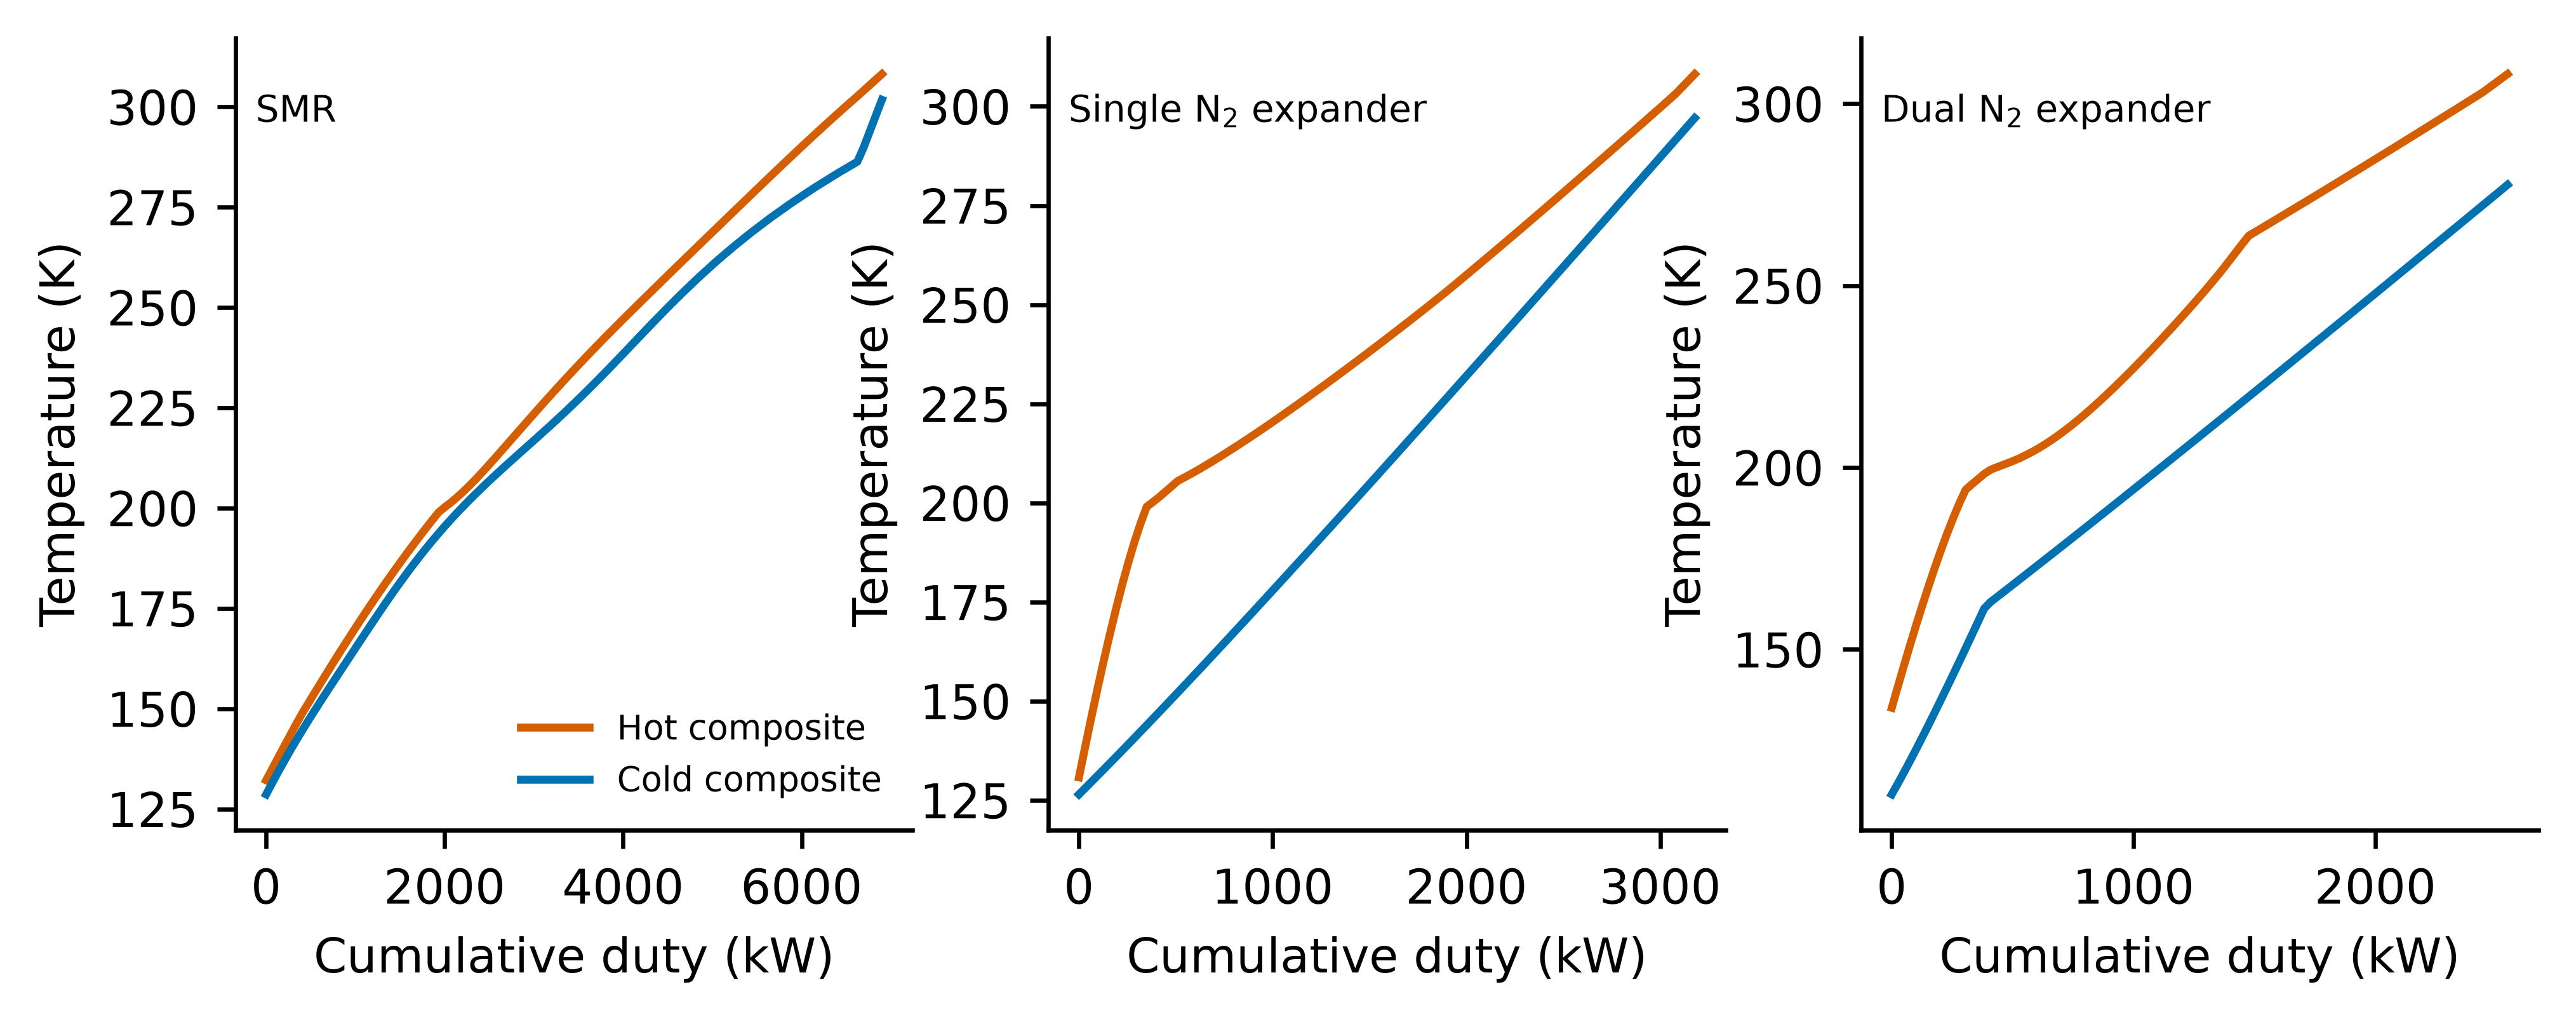 SMR
Temperature (K)
300
275
250
225
200
175
150
125
Hot composite
Cold composite
0 2000 4000 6000
Cumulative duty (kW)
Single N₂ expander
Temperature (K)
300
275
250
225
200
175
150
125
0 1000 2000 3000
Cumulative duty (kW)
Dual N₂ expander
Temperature (K)
300
250
200
150
0 1000 2000
Cumulative duty (kW)